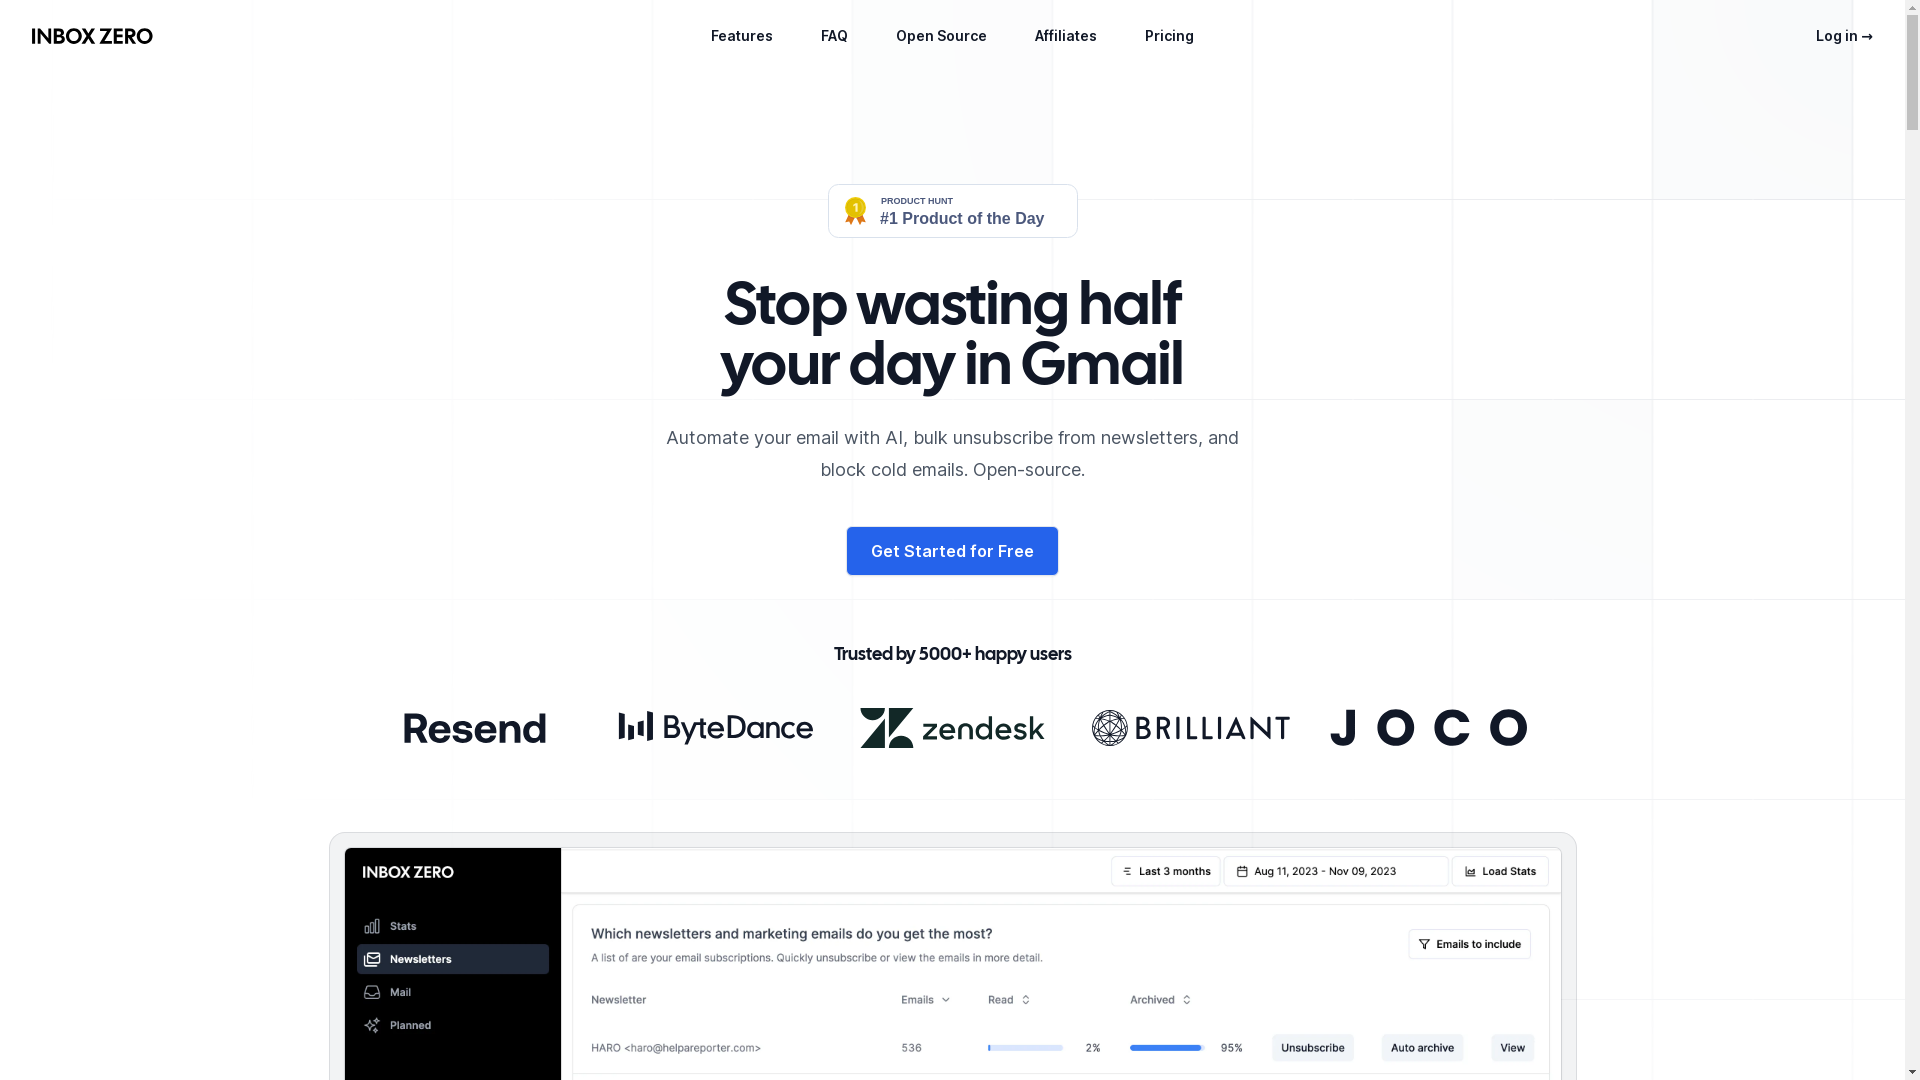 INBOX ZERO
Features
FAQ
Open Source
Affiliates
Pricing
Log in →
1
PRODUCT HUNT
#1 Product of the Day
Stop wasting half
your day in Gmail
Automate your email with AI, bulk unsubscribe from newsletters, and
block cold emails. Open-source.
Get Started for Free
Trusted by 5000+ happy users
Resend
ByteDance
zendesk
BRILLIANT
JOCO
INBOX ZERO
Last 3 months
Aug 11, 2023 - Nov 09, 2023
Load Stats
Stats
Newsletters
Mail
Planned
Which newsletters and marketing emails do you get the most?
A list of are your email subscriptions. Quickly unsubscribe or view the emails in more detail.
Emails to include
Newsletter
Emails
Read
Archived
HARO <haro@helpareporter.com>
536
2%
95%
Unsubscribe
Auto archive
View